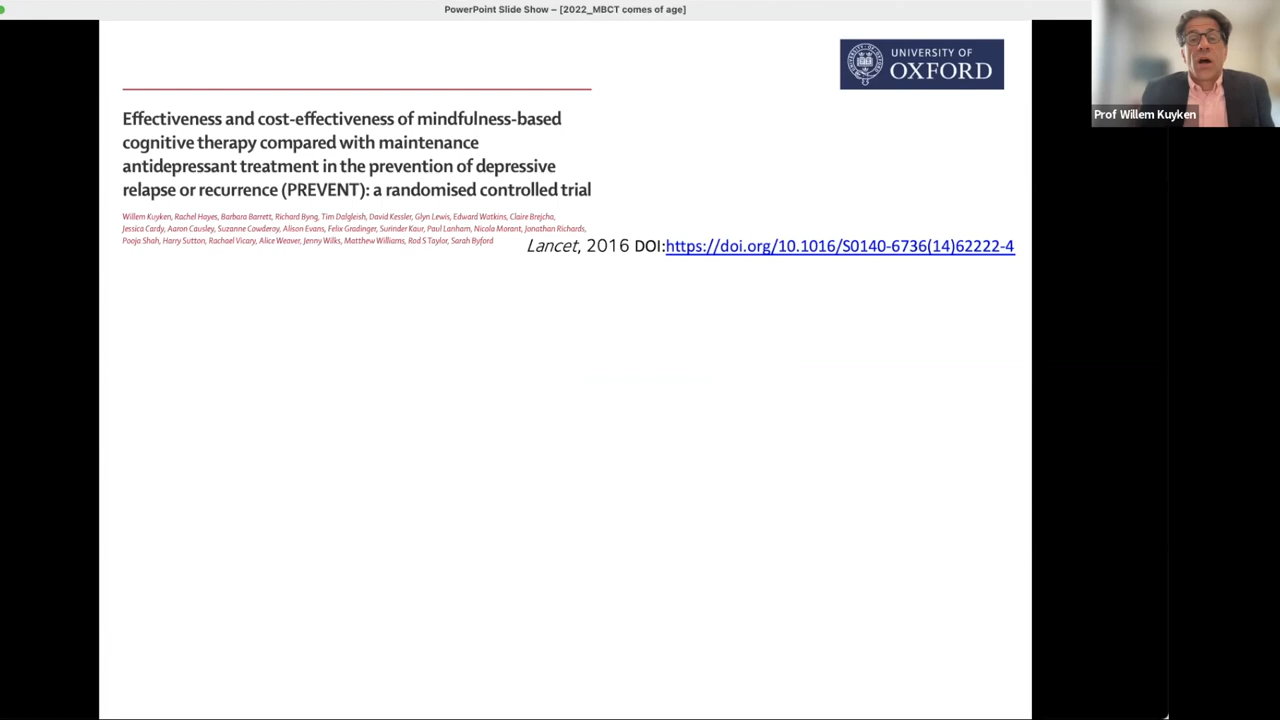 PowerPoint Slide Show – [2022_MBCT comes of age]
UNIVERSITY OF
OXFORD
Prof Willem Kuyken
Effectiveness and cost-effectiveness of mindfulness-based
cognitive therapy compared with maintenance
antidepressant treatment in the prevention of depressive
relapse or recurrence (PREVENT): a randomised controlled trial
Willem Kuyken, Rachel Hayes, Barbara Barrett, Richard Byng, Tim Dalgleish, David Kessler, Glyn Lewis, Edward Watkins, Claire Brejcha,
Jessica Cardy, Aaron Causley, Suzanne Cowderoy, Alison Evans, Felix Gradinger, Surinder Kaur, Paul Lanham, Nicola Morant, Jonathan Richards,
Pooja Shah, Harry Sutton, Rachael Vicary, Alice Weaver, Jenny Wilks, Matthew Williams, Rod S Taylor, Sarah Byford
Lancet, 2016 DOI:https://doi.org/10.1016/S0140-6736(14)62222-4